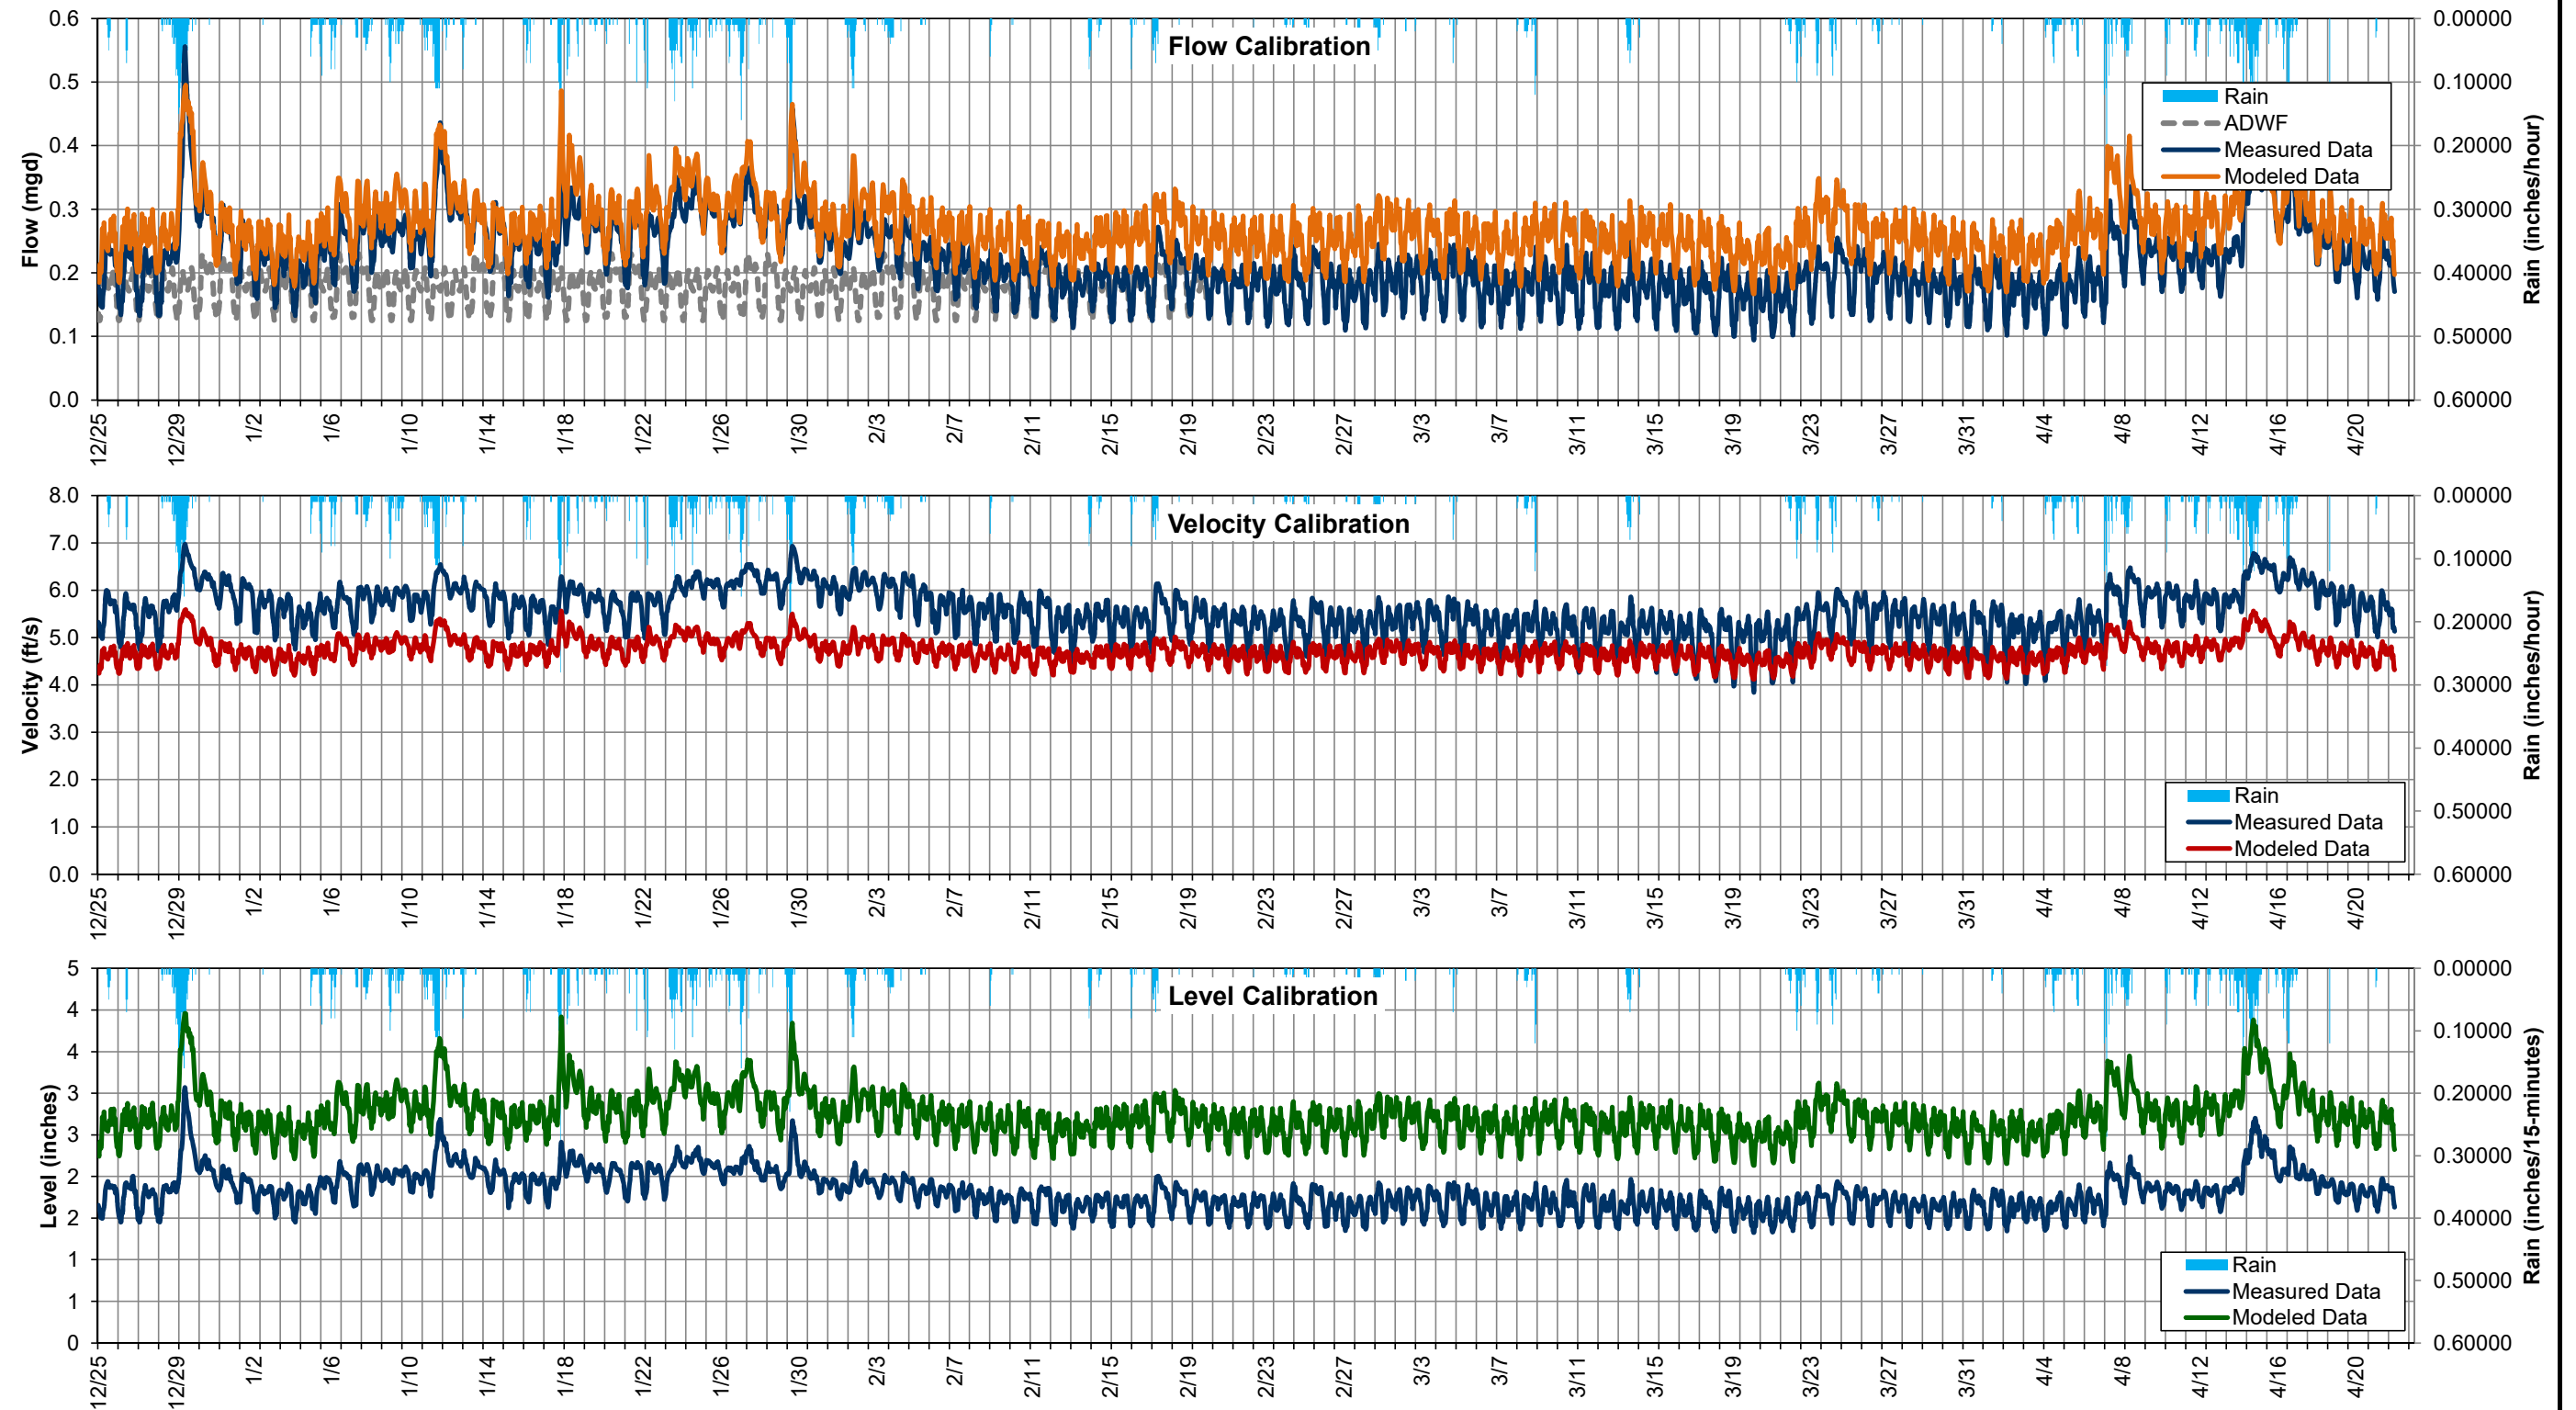 Flow Calibration
Flow (mgd)
0.6
0.5
0.4
0.3
0.2
0.1
0.0
0.00000
0.10000
0.20000
0.30000
0.40000
0.50000
0.60000
Rain (inches/hour)
Rain
ADWF
Measured Data
Modeled Data
12/25 12/29 1/2 1/6 1/10 1/14 1/18 1/22 1/26 1/30 2/3 2/7 2/11 2/15 2/19 2/23 2/27 3/3 3/7 3/11 3/15 3/19 3/23 3/27 3/31 4/4 4/8 4/12 4/16 4/20
Velocity Calibration
Velocity (ft/s)
8.0
7.0
6.0
5.0
4.0
3.0
2.0
1.0
0.0
0.00000
0.10000
0.20000
0.30000
0.40000
0.50000
0.60000
Rain (inches/hour)
Rain
Measured Data
Modeled Data
12/25 12/29 1/2 1/6 1/10 1/14 1/18 1/22 1/26 1/30 2/3 2/7 2/11 2/15 2/19 2/23 2/27 3/3 3/7 3/11 3/15 3/19 3/23 3/27 3/31 4/4 4/8 4/12 4/16 4/20
Level Calibration
Level (inches)
5
4
4
3
3
2
2
1
1
0
0.00000
0.10000
0.20000
0.30000
0.40000
0.50000
0.60000
Rain (inches/15-minutes)
Rain
Measured Data
Modeled Data
12/25 12/29 1/2 1/6 1/10 1/14 1/18 1/22 1/26 1/30 2/3 2/7 2/11 2/15 2/19 2/23 2/27 3/3 3/7 3/11 3/15 3/19 3/23 3/27 3/31 4/4 4/8 4/12 4/16 4/20